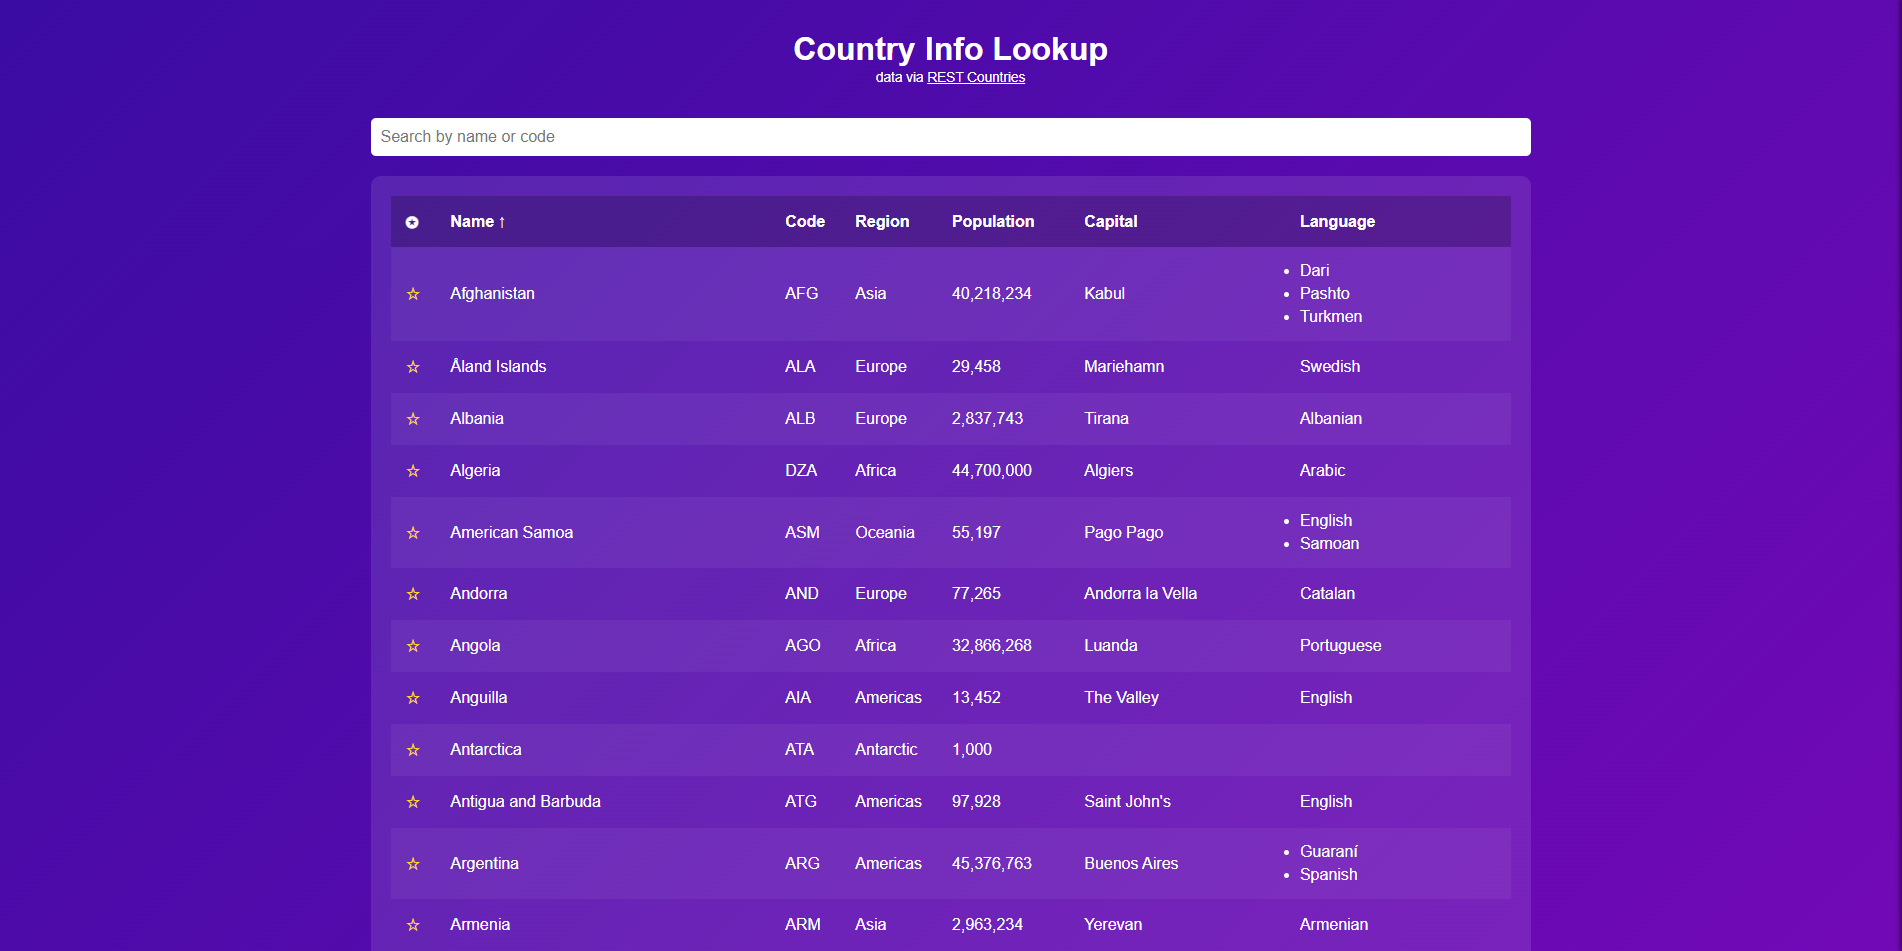 Country Info Lookup
data via REST Countries
Search by name or code
Name ↑ Code Region Population Capital Language
☆ Afghanistan AFG Asia 40,218,234 Kabul
• Dari
• Pashto
• Turkmen
☆ Åland Islands ALA Europe 29,458 Mariehamn Swedish
☆ Albania ALB Europe 2,837,743 Tirana Albanian
☆ Algeria DZA Africa 44,700,000 Algiers Arabic
☆ American Samoa ASM Oceania 55,197 Pago Pago
• English
• Samoan
☆ Andorra AND Europe 77,265 Andorra la Vella Catalan
☆ Angola AGO Africa 32,866,268 Luanda Portuguese
☆ Anguilla AIA Americas 13,452 The Valley English
☆ Antarctica ATA Antarctic 1,000
☆ Antigua and Barbuda ATG Americas 97,928 Saint John's English
☆ Argentina ARG Americas 45,376,763 Buenos Aires
• Guaraní
• Spanish
☆ Armenia ARM Asia 2,963,234 Yerevan Armenian